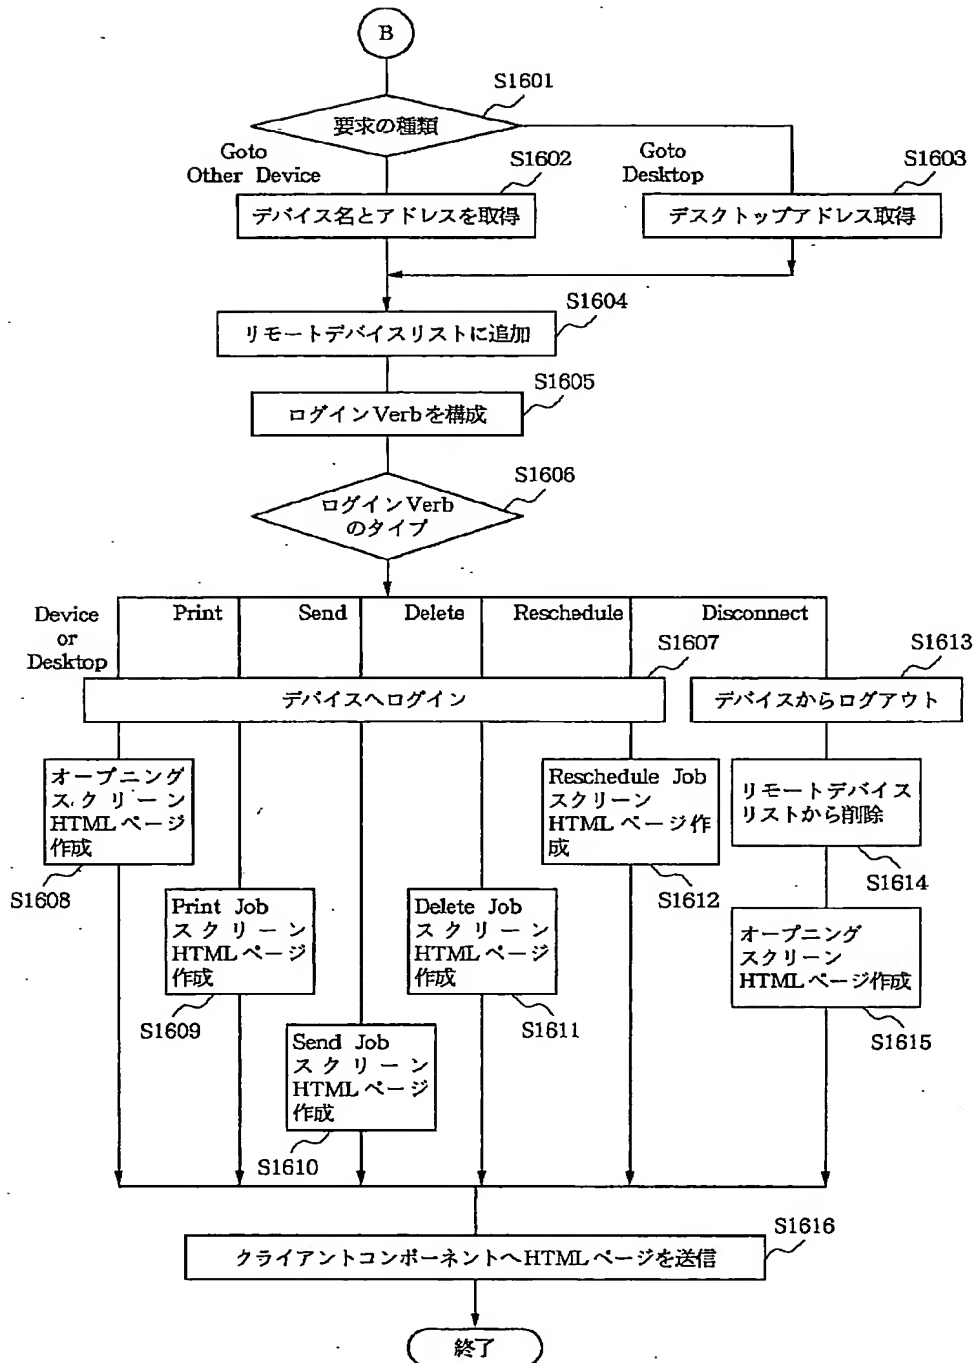 B
S1601
要求の種類
Goto
Other Device
S1602
Goto
Desktop
S1603
デバイス名とアドレスを取得
デスクトップアドレス取得
S1604
リモートデバイスリストに追加
S1605
ログインVerbを構成
S1606
ログインVerb
のタイプ
Device
or
Desktop
Print
Send
Delete
Reschedule
Disconnect
S1607
S1613
デバイスへログイン
デバイスからログアウト
オープニング
スクリーン
HTMLページ
作成
S1608
Reschedule Job
スクリーン
HTMLページ作
成
S1612
リモートデバイス
リストから削除
S1614
Print Job
スクリーン
HTMLページ
作成
S1609
Delete Job
スクリーン
HTMLページ
作成
S1611
オープニング
スクリーン
HTMLページ作成
S1615
Send Job
スクリーン
HTMLページ
作成
S1610
S1616
クライアントコンポーネントへHTMLページを送信
終了